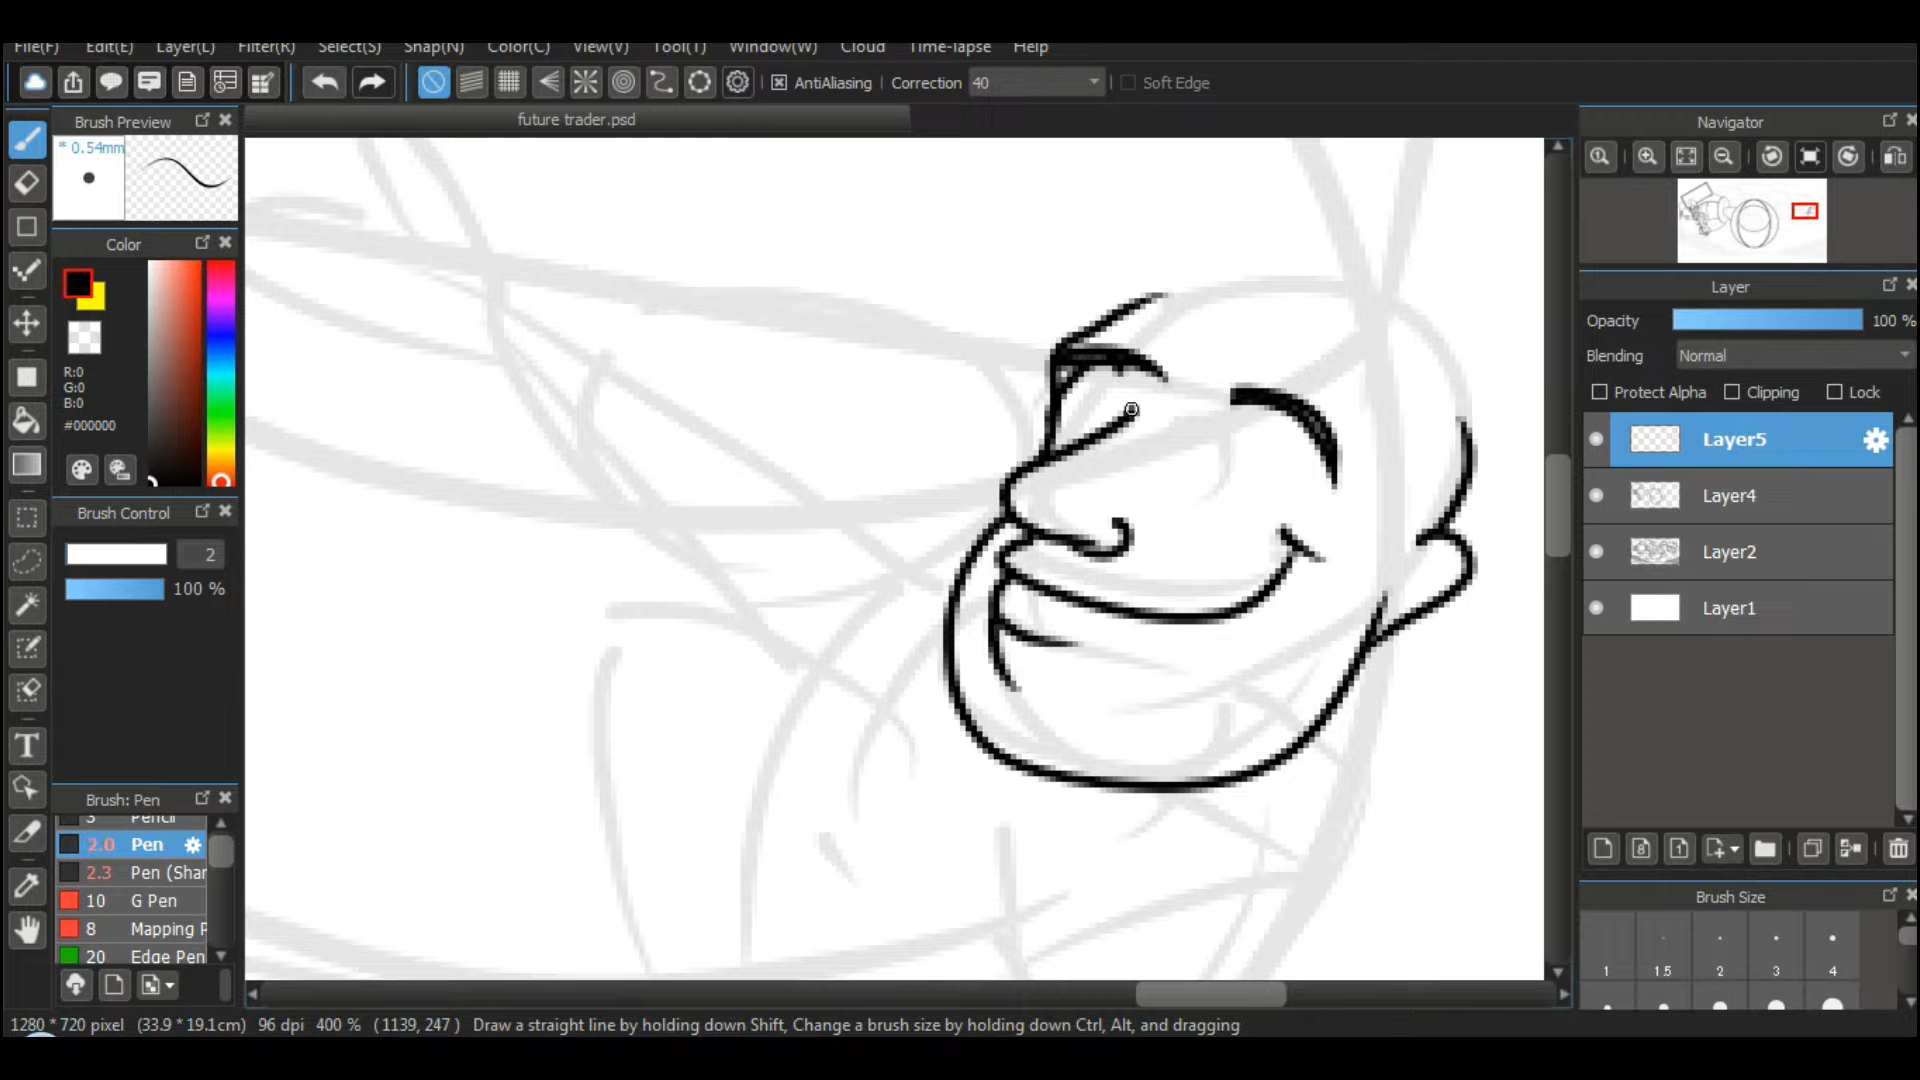 File(F) Edit(E) Layer(L) Filter(R) Select(S) Snap(N) Color(C) View(V) Tool(T) Window(W) Cloud Time-lapse Help
AntiAliasing Correction 40 Soft Edge
Brush Preview
future trader.psd
Navigator
* 0.54mm
Color
Layer
Opacity 100 %
Blending Normal
R:0
G:0
B:0
#000000
Protect Alpha Clipping Lock
Layer5
Layer4
Layer2
Layer1
Brush Control
2
100 %
Brush: Pen
3 Pencil
2.0 Pen
2.3 Pen (Shar
10 G Pen
8 Mapping P
20 Edge Pen
Brush Size
1 1.5 2 3 4
1280 * 720 pixel (33.9 * 19.1cm) 96 dpi 400 % (1139, 247 ) Draw a straight line by holding down Shift, Change a brush size by holding down Ctrl, Alt, and dragging